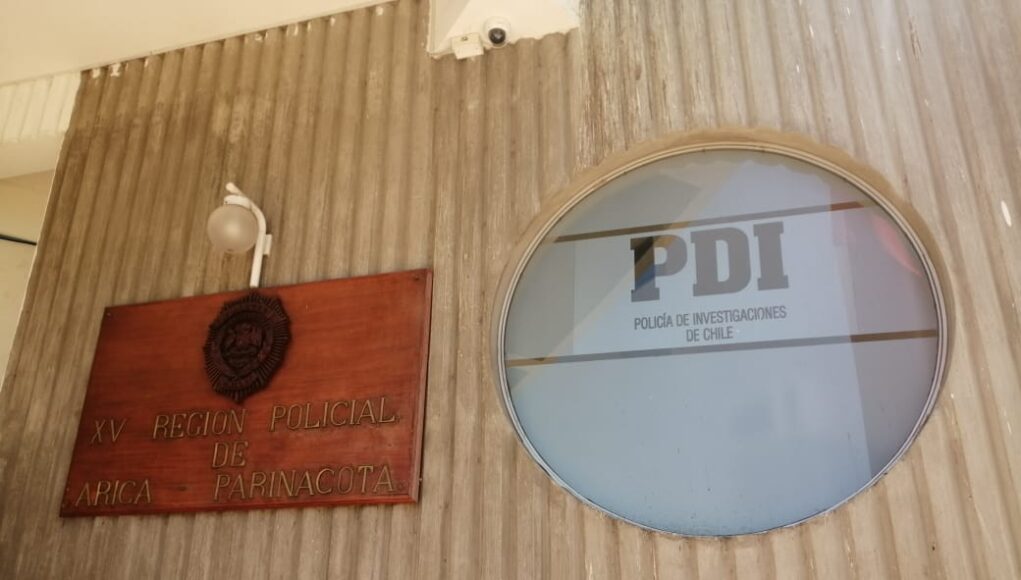 XV REGION POLICIAL
DE
ARICA PARINACOTA
PDI
POLICÍA DE INVESTIGACIONES
DE CHILE